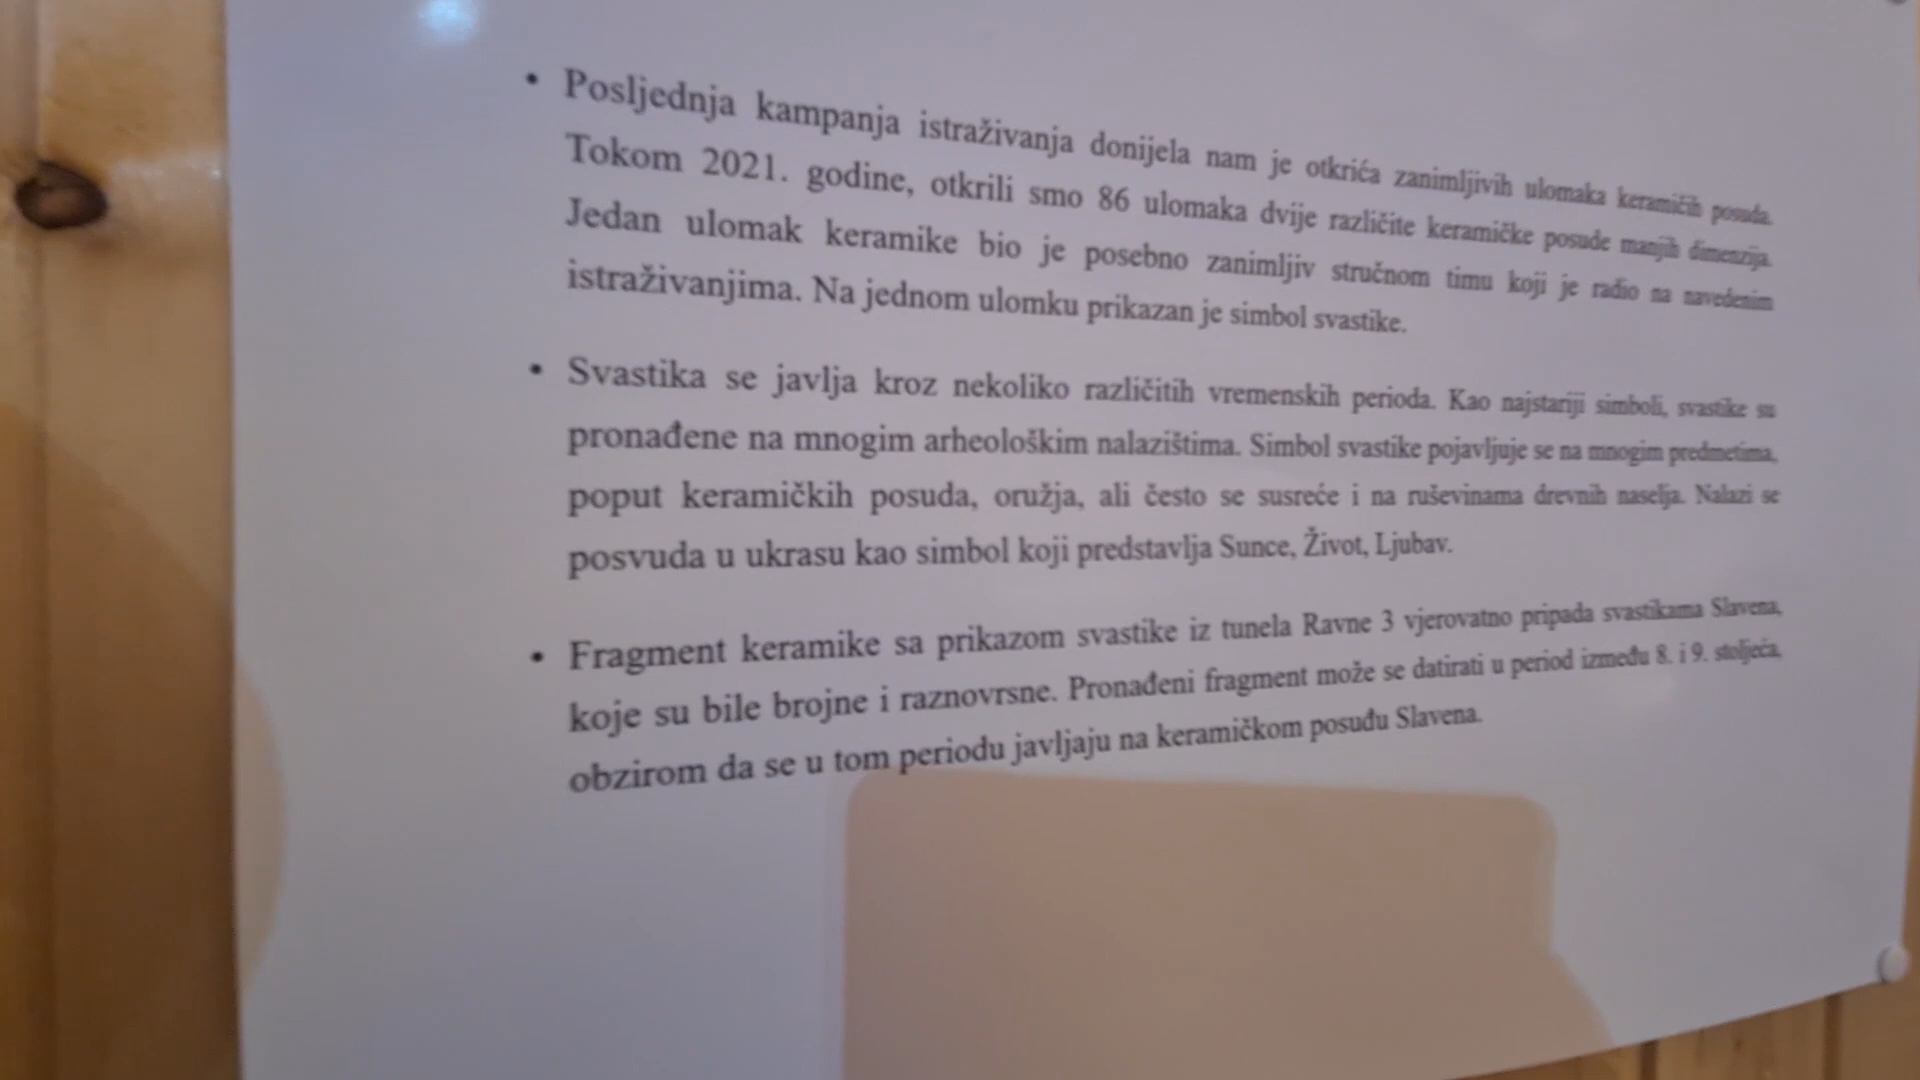 • Posljednja kampanja istraživanja donijela nam je otkrića zanimljivih ulomaka keramičih posuda.
Tokom 2021. godine, otkrili smo 86 ulomaka dvije različite keramičke posude manjih dimenzija.
Jedan ulomak keramike bio je posebno zanimljiv stručnom timu koji je radio na navedenim
istraživanjima. Na jednom ulomku prikazan je simbol svastike.
• Svastika se javlja kroz nekoliko različitih vremenskih perioda. Kao najstariji simboli, svastike su
pronađene na mnogim arheološkim nalazištima. Simbol svastike pojavljuje se na mnogim predmetima,
poput keramičkih posuda, oružja, ali često se susreće i na ruševinama drevnih naselja. Nalazi se
posvuda u ukrasu kao simbol koji predstavlja Sunce, Život, Ljubav.
• Fragment keramike sa prikazom svastike iz tunela Ravne 3 vjerovatno pripada svastikama Slavena,
koje su bile brojne i raznovrsne. Pronađeni fragment može se datirati u period između 8. i 9. stoljeća,
obzirom da se u tom periodu javljaju na keramičkom posuđu Slavena.